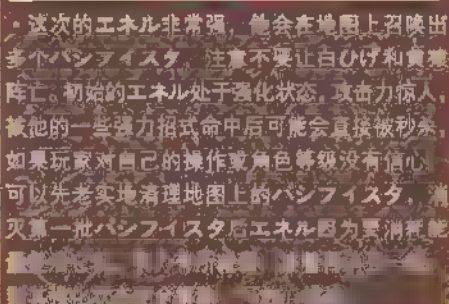 ·这次的エネル非常强，能会在地图上召唤出
多个パシフイスタ 注意不要让白ひげ和黄猿
阵亡。初始的エネル处于强化状态，攻击力惊人，
被他的一些强力招式命中后可能会直接被秒杀，
如果玩家对自己的操作或角色等级没有信心
可以先老实地清理地图上的パシフイスタ，消
灭第一批パシフイスタ后エネル因为要消耗能